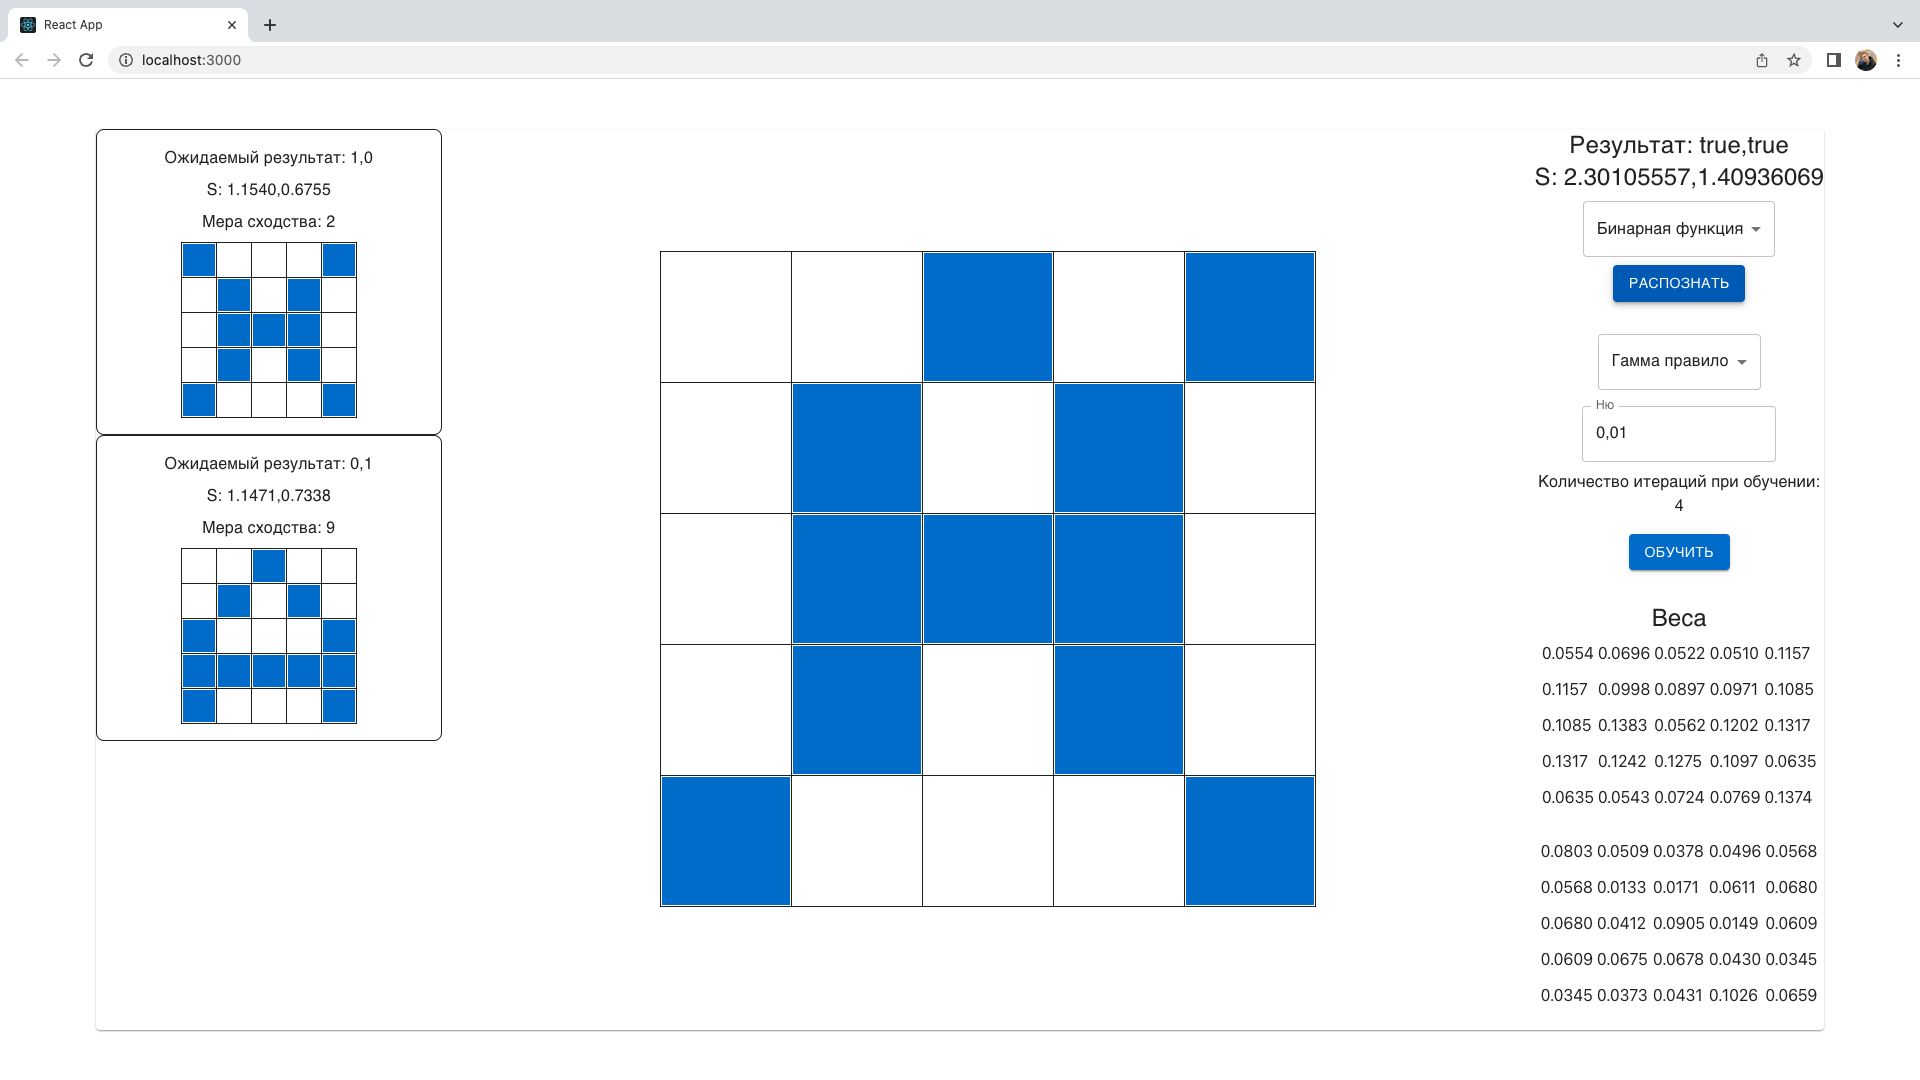 React App
localhost:3000
Ожидаемый результат: 1,0
S: 1.1540,0.6755
Мера сходства: 2
Ожидаемый результат: 0,1
S: 1.1471,0.7338
Мера сходства: 9
Результат: true,true
S: 2.30105557,1.40936069
Бинарная функция
РАСПОЗНАТЬ
Гамма правило
Ню
0,01
Количество итераций при обучении:
4
ОБУЧИТЬ
Веса
0.0554 0.0696 0.0522 0.0510 0.1157
0.1157 0.0998 0.0897 0.0971 0.1085
0.1085 0.1383 0.0562 0.1202 0.1317
0.1317 0.1242 0.1275 0.1097 0.0635
0.0635 0.0543 0.0724 0.0769 0.1374
0.0803 0.0509 0.0378 0.0496 0.0568
0.0568 0.0133 0.0171 0.0611 0.0680
0.0680 0.0412 0.0905 0.0149 0.0609
0.0609 0.0675 0.0678 0.0430 0.0345
0.0345 0.0373 0.0431 0.1026 0.0659